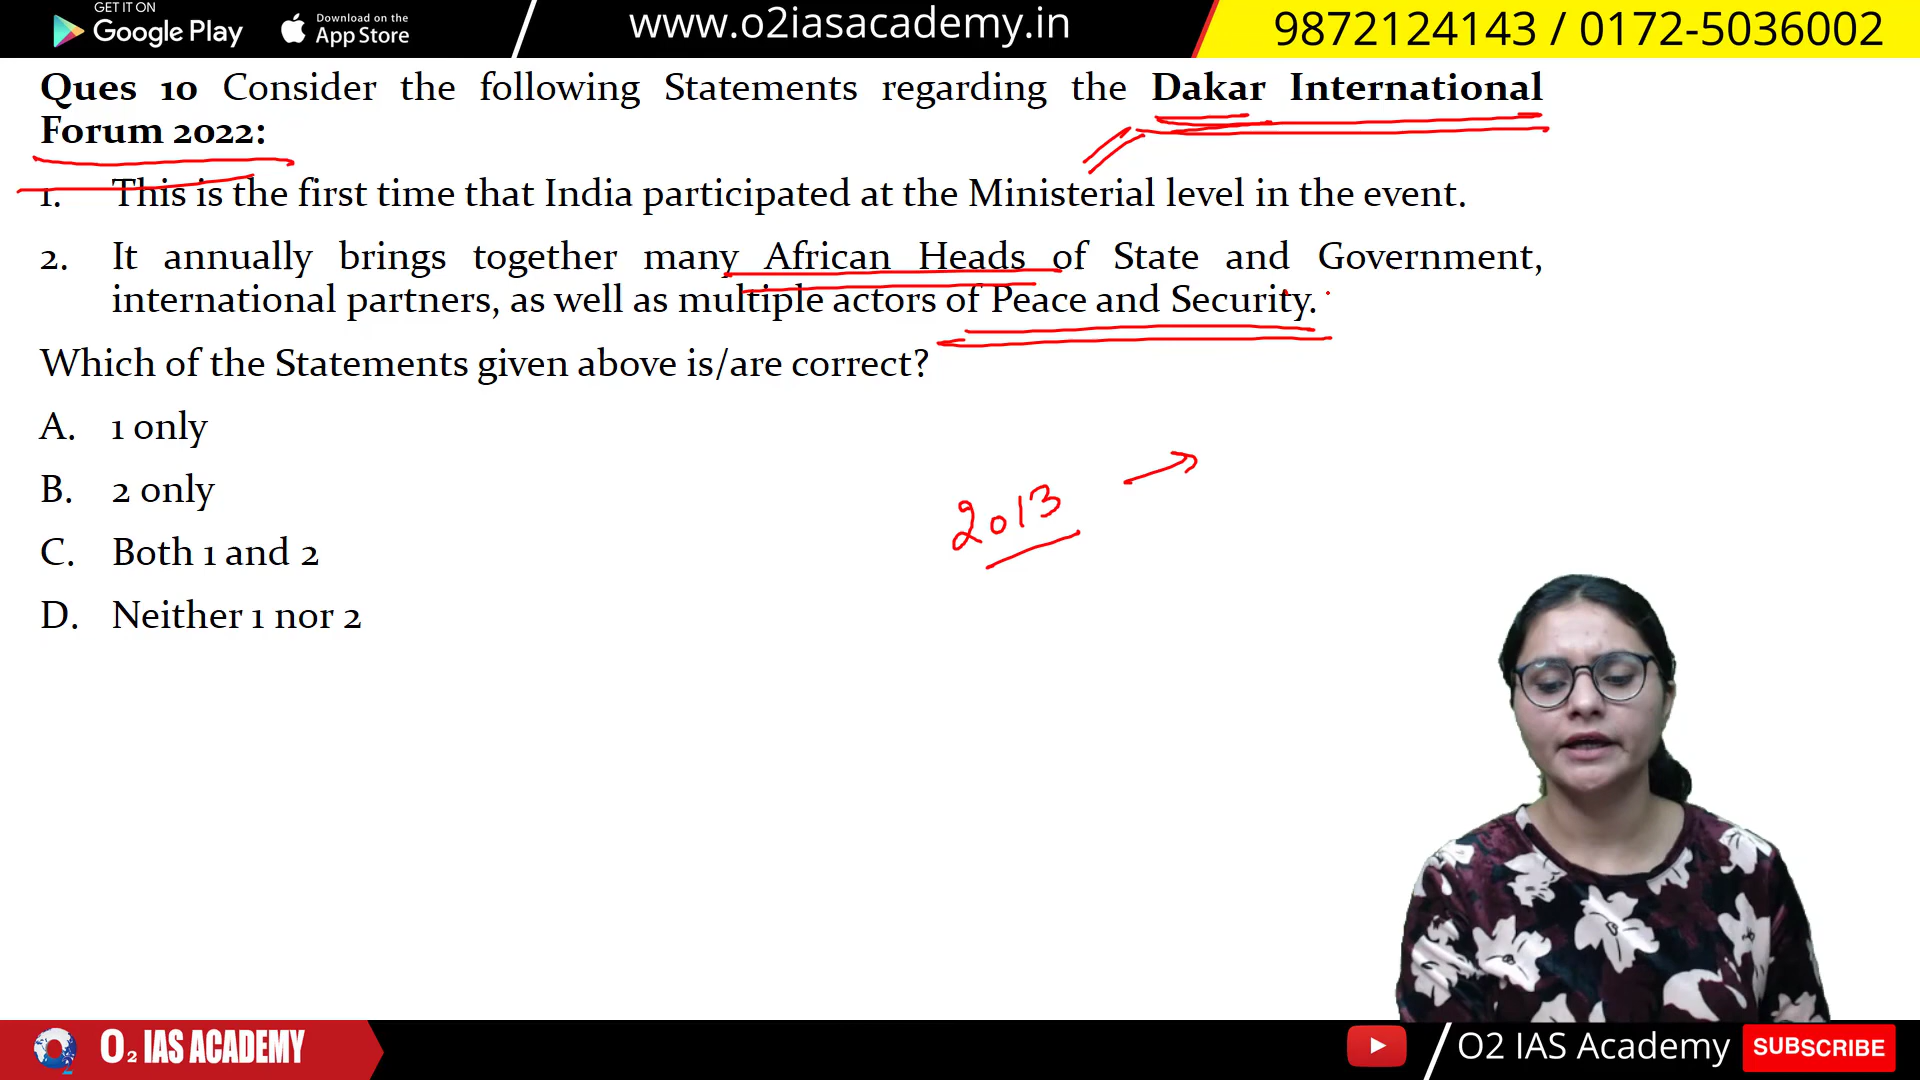 GET IT ON
Google Play
Download on the
App Store
www.o2iasacademy.in
9872124143 / 0172-5036002
Ques 10 Consider the following Statements regarding the Dakar International
Forum 2022:
1. This is the first time that India participated at the Ministerial level in the event.
2. It annually brings together many African Heads of State and Government,
international partners, as well as multiple actors of Peace and Security.
Which of the Statements given above is/are correct?
A. 1 only
B. 2 only
C. Both 1 and 2
D. Neither 1 nor 2
2013
O2 IAS ACADEMY
O2 IAS Academy
SUBSCRIBE